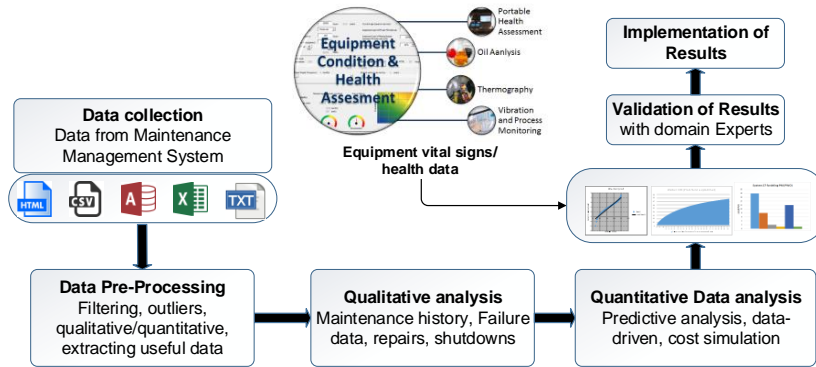 Data collection
Data from Maintenance
Management System
HTML
CSV
A
X
TXT
Data Pre-Processing
Filtering, outliers,
qualitative/quantitative,
extracting useful data
Qualitative analysis
Maintenance history, Failure
data, repairs, shutdowns
Quantitative Data analysis
Predictive analysis, data-
driven, cost simulation
Equipment
Condition &
Health
Assesment
Portable
Health
Assessment
Oil Aanlysis
Thermography
Vibration
and Process
Monitoring
Equipment vital signs/
health data
Validation of Results
with domain Experts
Implementation of
Results